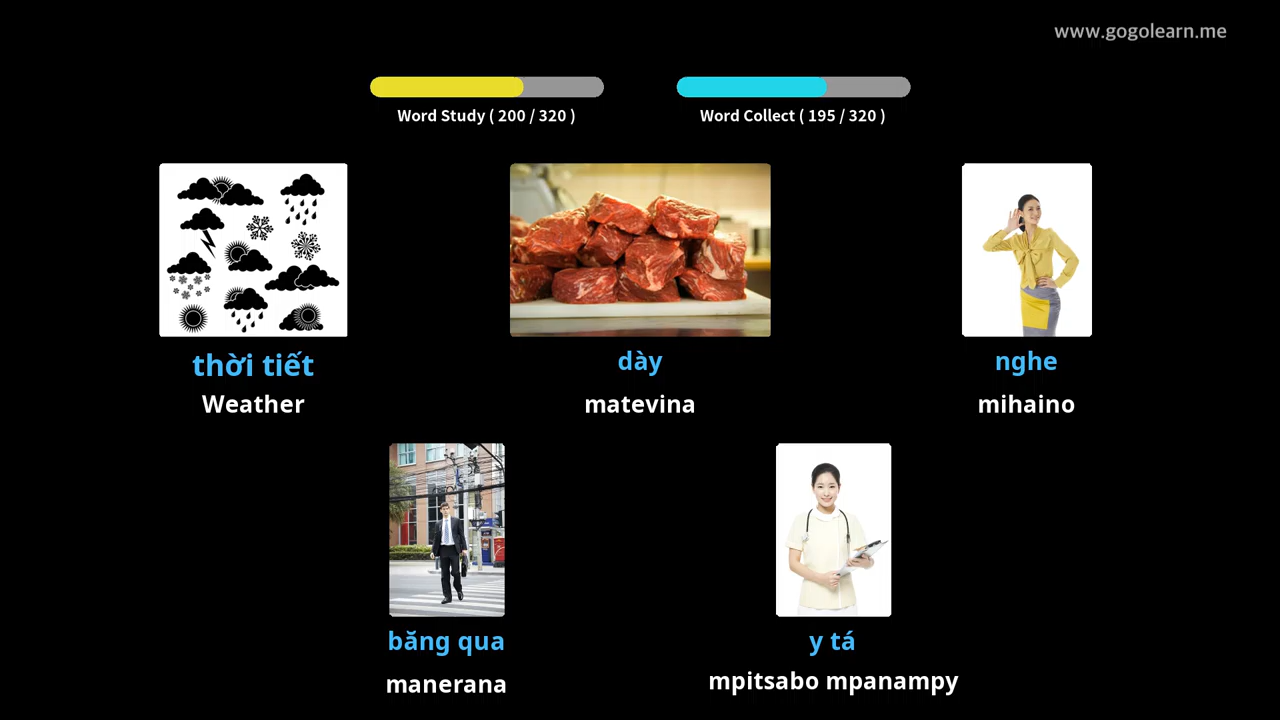 www.gogolearn.me
Word Study ( 200 / 320 )
Word Collect ( 195 / 320 )
thời tiết
Weather
dày
matevina
nghe
mihaino
băng qua
manerana
y tá
mpitsabo mpanampy